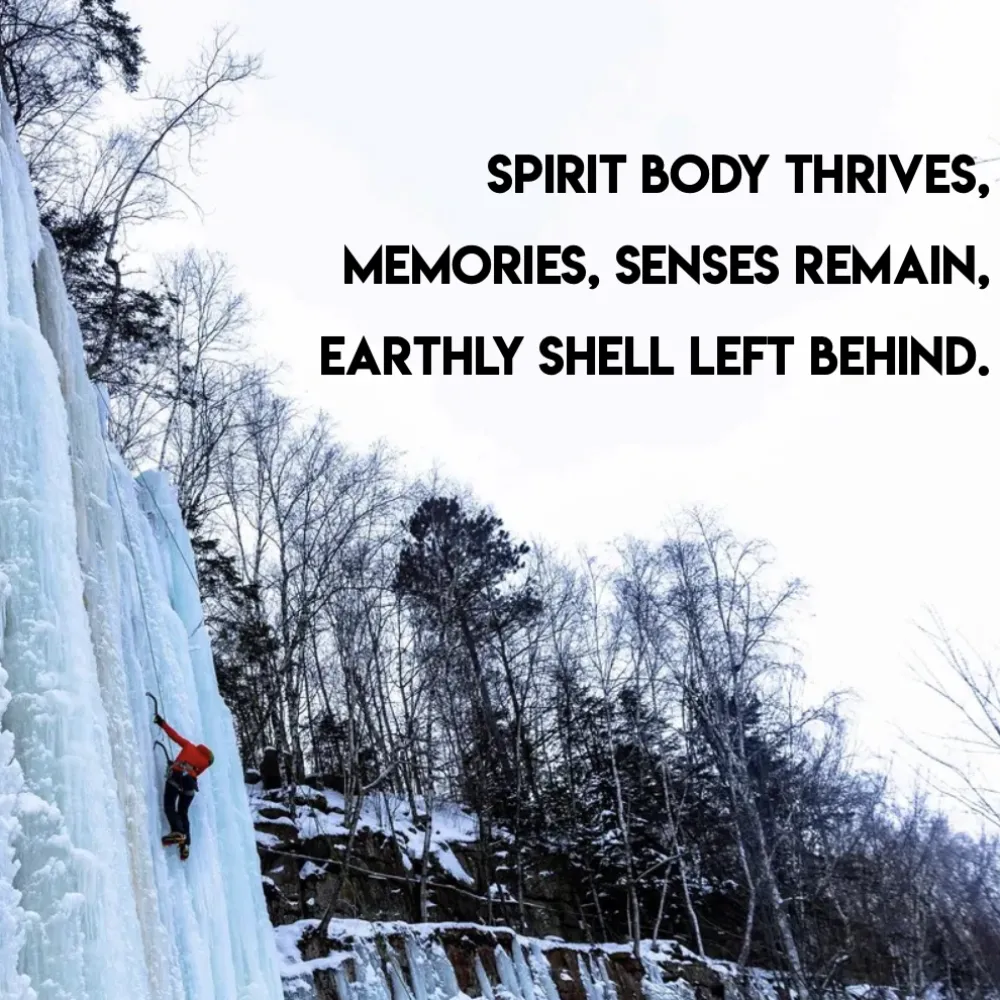 SPIRIT BODY THRIVES,
MEMORIES, SENSES REMAIN,
EARTHLY SHELL LEFT BEHIND.